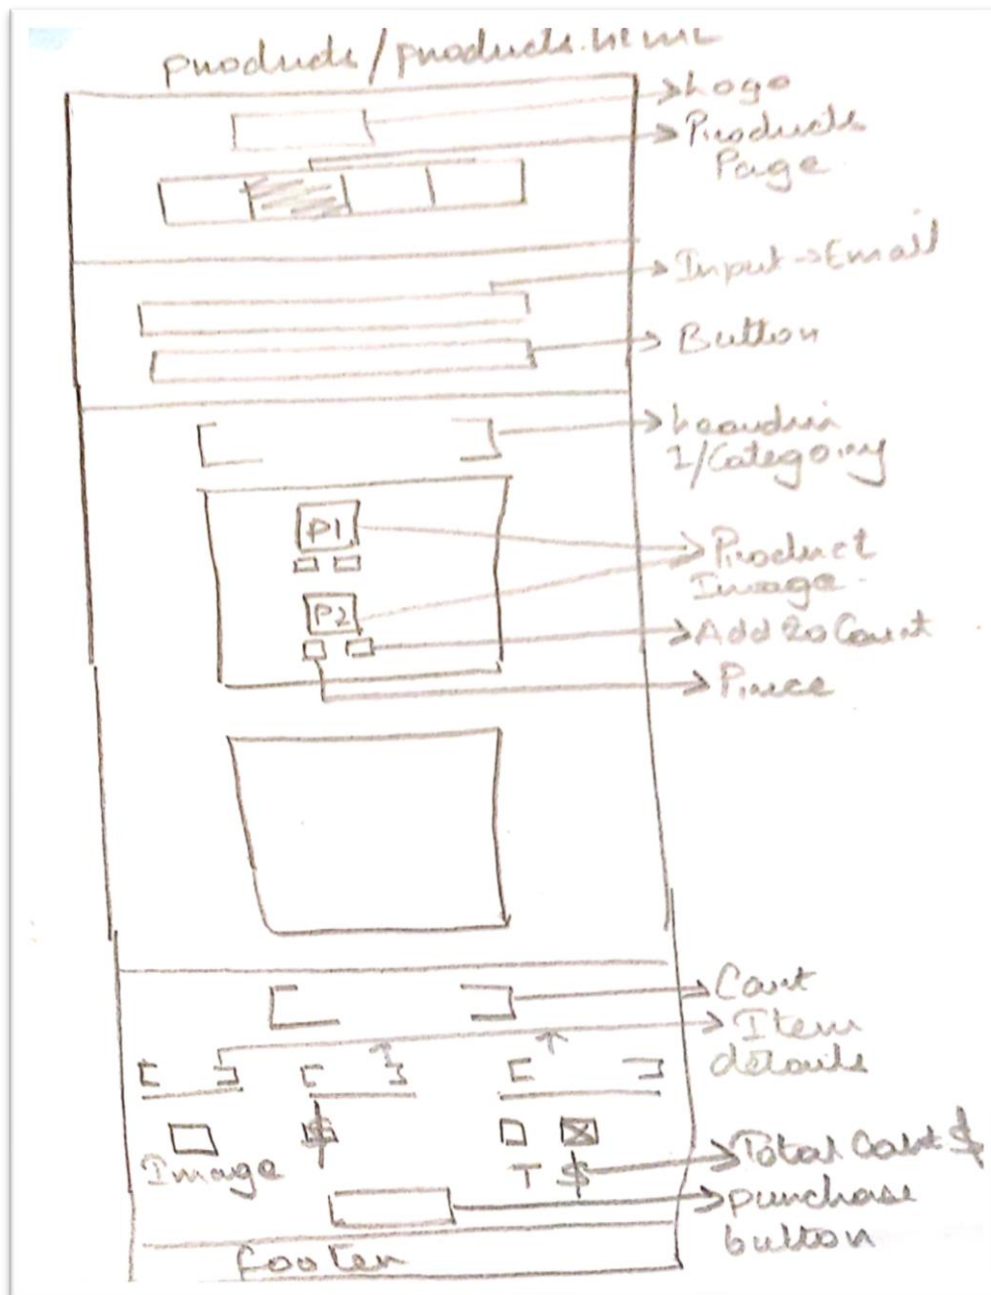 products/products.html
Logo
Products
Page
Input → Email
Button
1/Category
P1
Product
Image
P2
Add to Cart
Price
Cart
Item
details
$
Image
T $
Total Cart $
purchase
button
footer